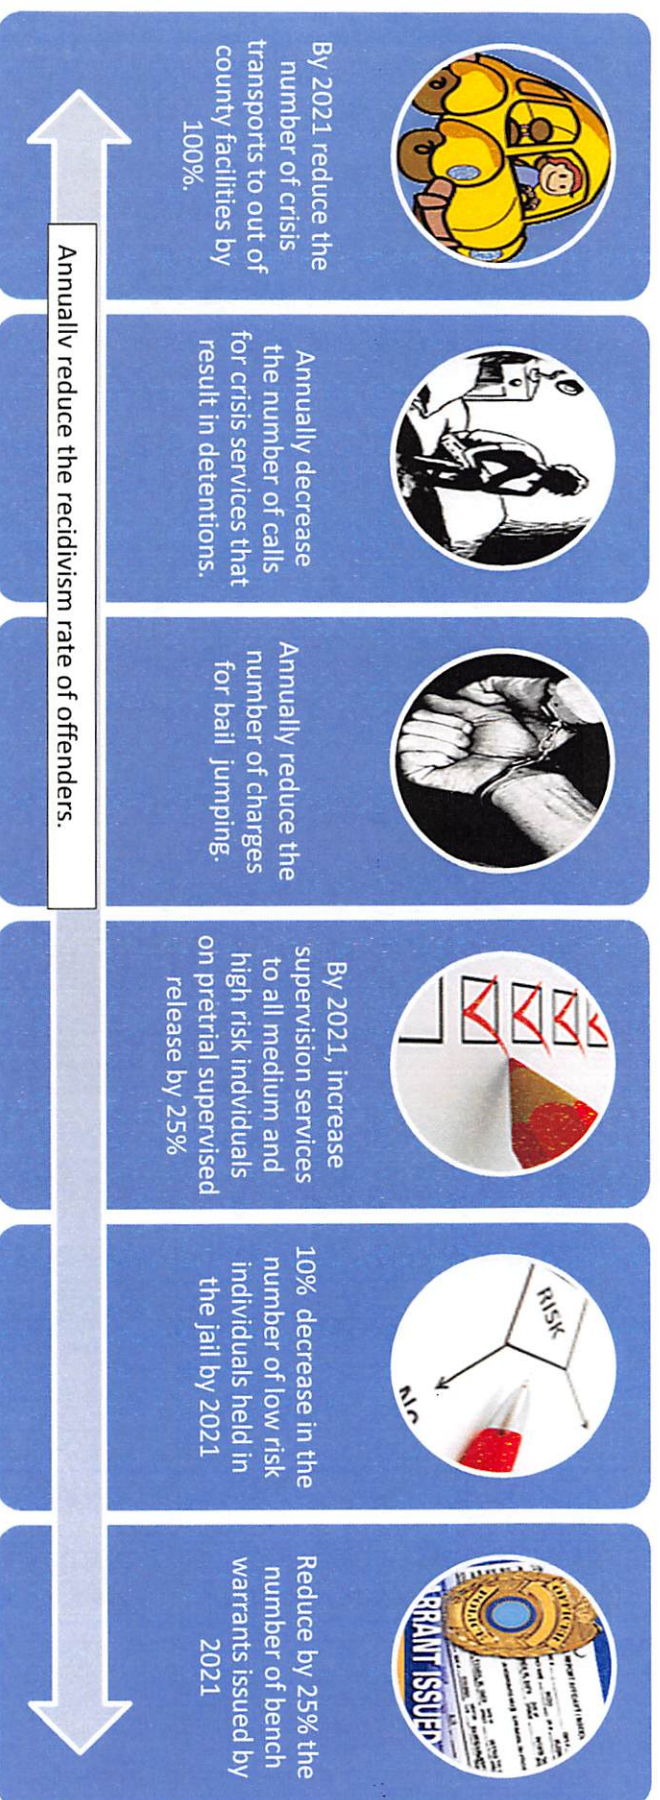 By 2021 reduce the
number of crisis
transports to out of
county facilities by
100%.
Annually decrease
the number of calls
for crisis services that
result in detentions.
Annually reduce the
number of charges
for bail jumping.
By 2021, increase
supervision services
to all medium and
high risk indviduals
on pretrial supervised
release by 25%
RISK
No
10% decrease in the
number of low risk
individuals held in
the jail by 2021
OFFICER
RRANT ISSUED
Reduce by 25% the
number of bench
warrants issued by
2021
Annually reduce the recidivism rate of offenders.